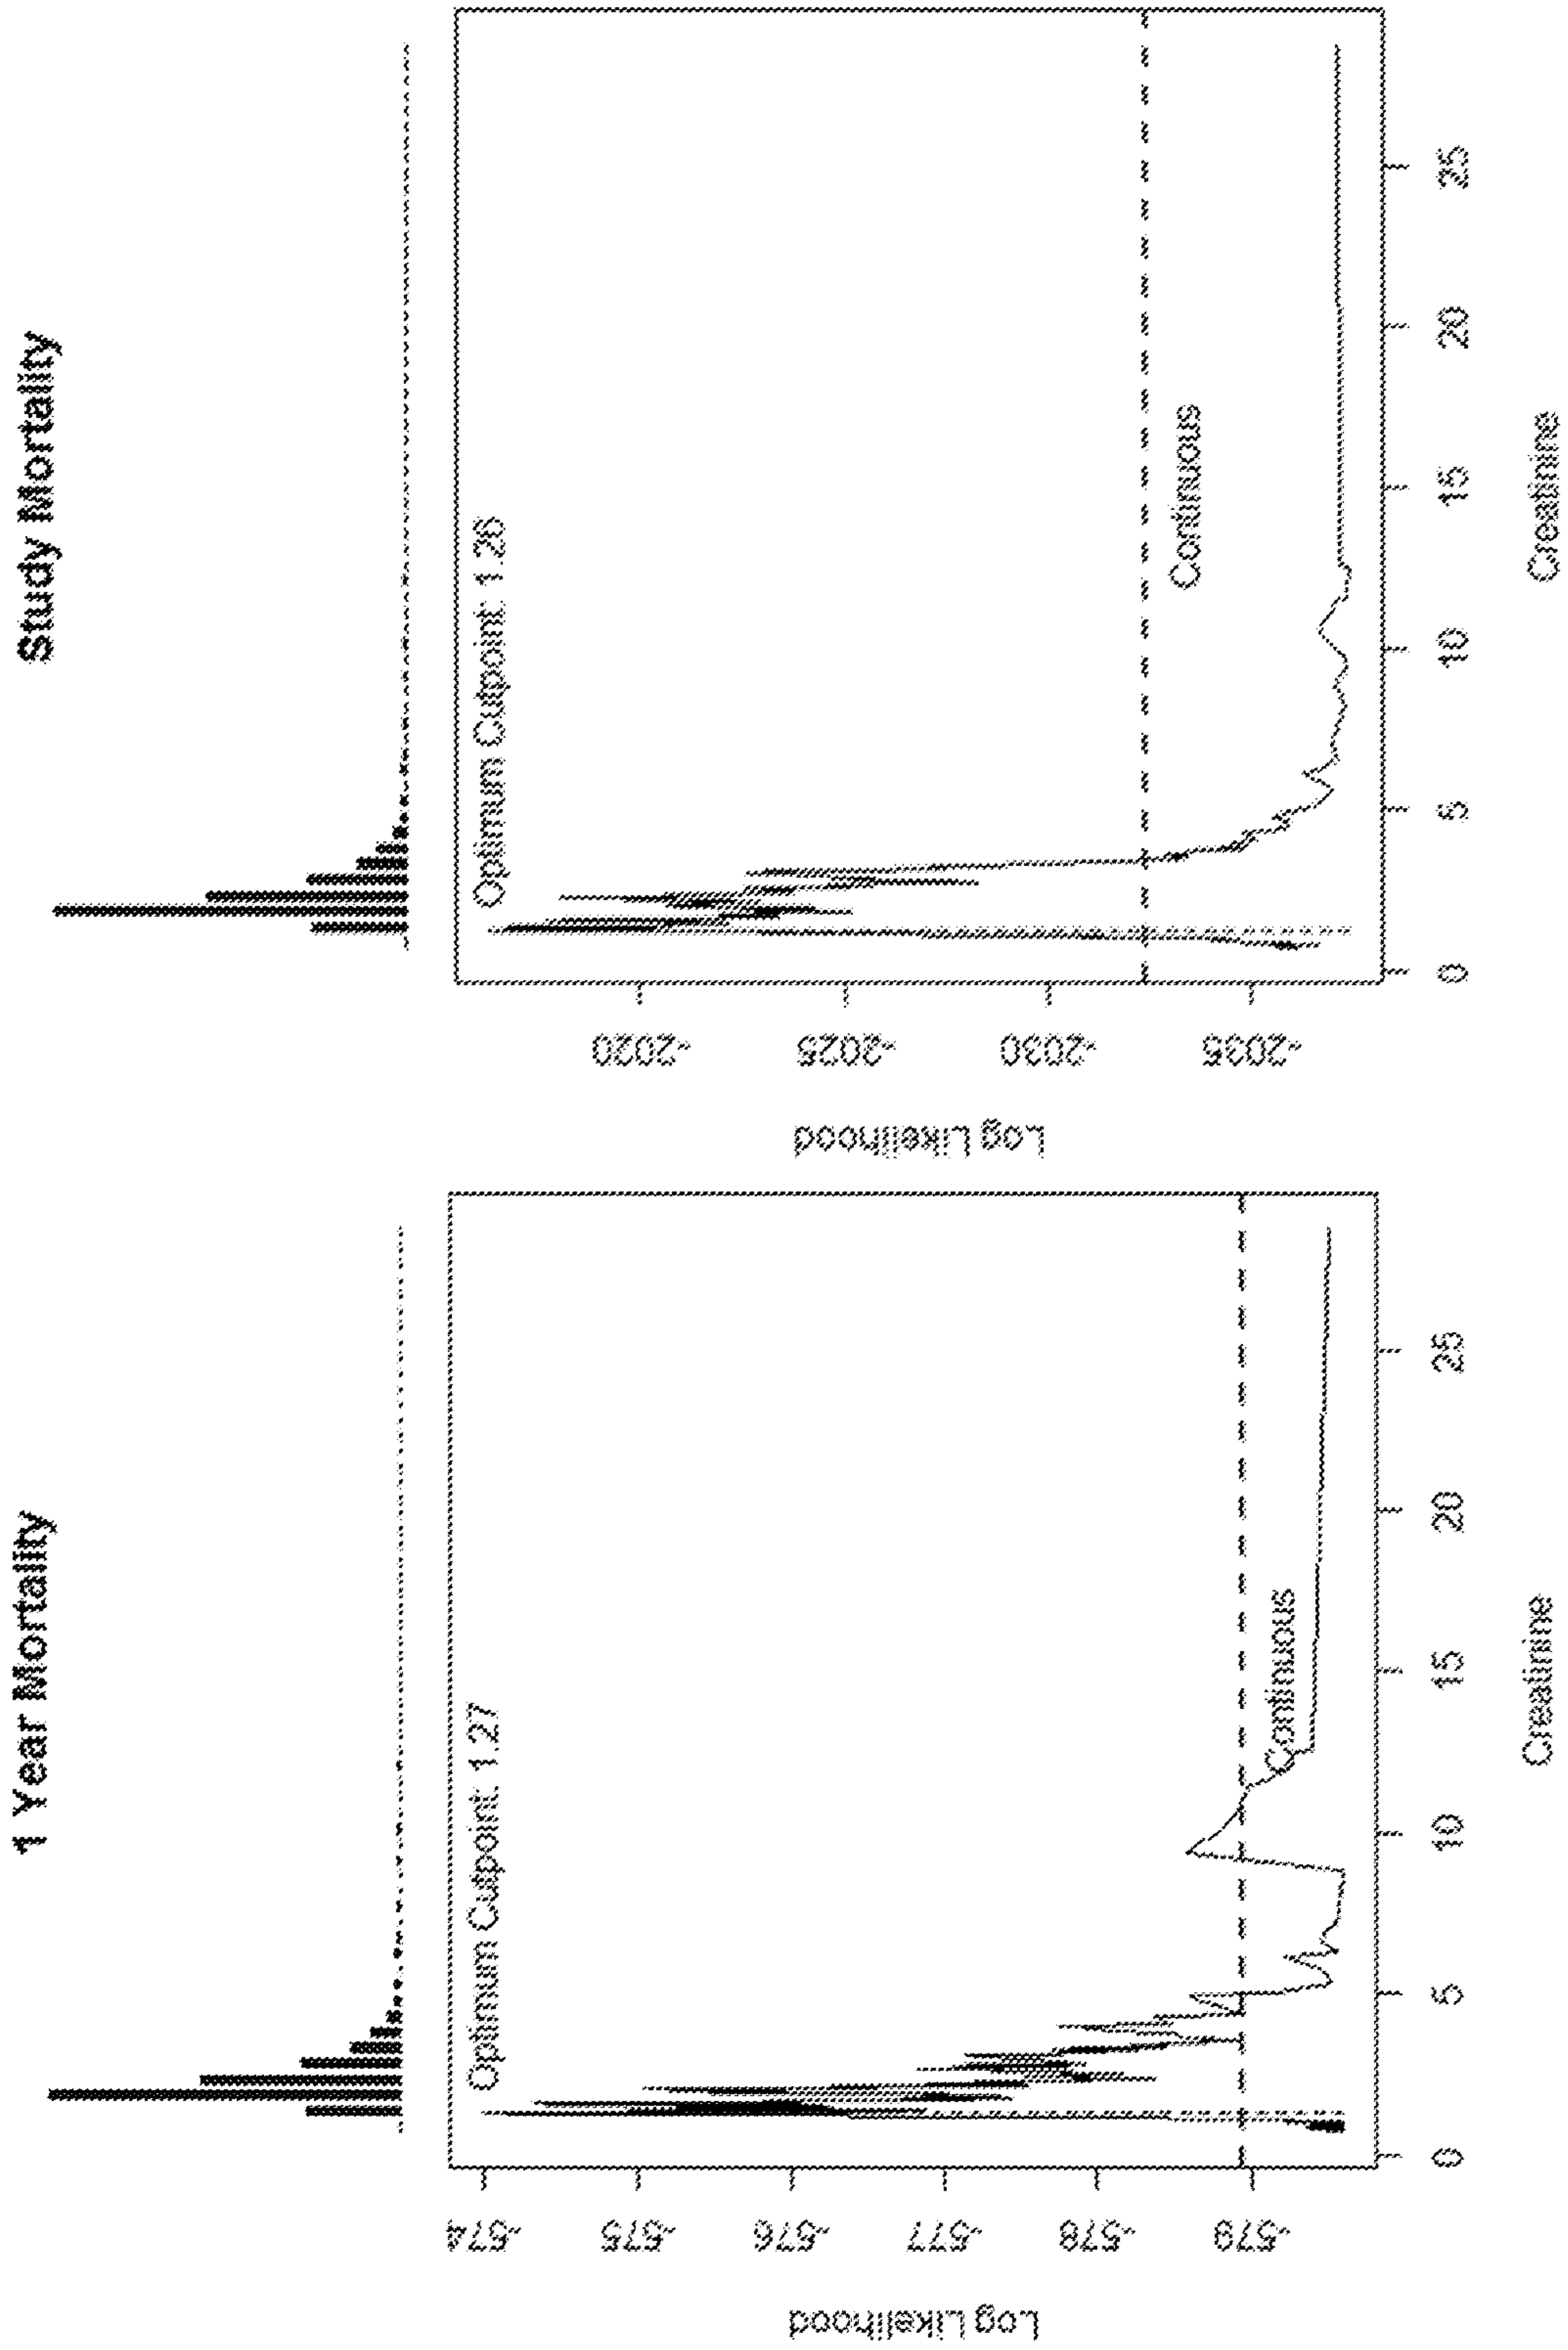 1 Year Mortality
Optimum Cutpoint: 1.27
Continuous
-574
-575
-576
-577
-578
-579
Log Likelihood
0
5
10
15
20
25
Creatinine
Study Mortality
Optimum Cutpoint: 1.26
Continuous
-2020
-2025
-2030
-2035
Log Likelihood
0
5
10
15
20
25
Creatinine